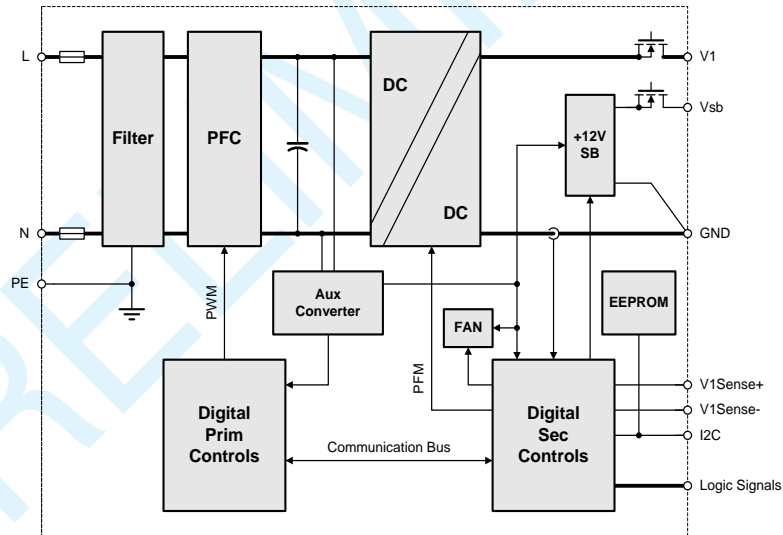 L
N
PE
Filter
PFC
DC
DC
+12V
SB
V1
Vsb
GND
PWM
Aux
Converter
PFM
FAN
EEPROM
Digital
Prim
Controls
Communication Bus
Digital
Sec
Controls
V1Sense+
V1Sense-
I2C
Logic Signals